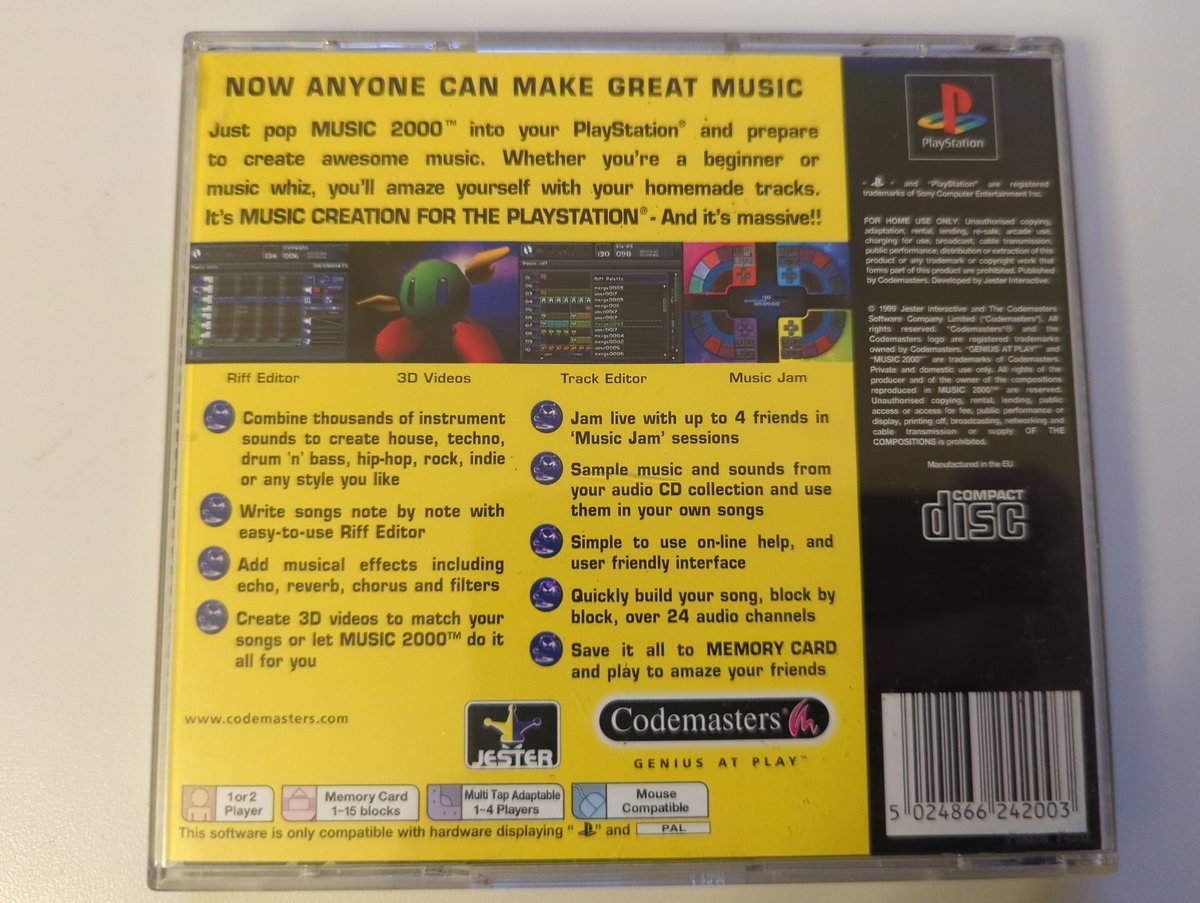 NOW ANYONE CAN MAKE GREAT MUSIC
Just pop MUSIC 2000™ into your PlayStation® and prepare
to create awesome music. Whether you're a beginner or
music whiz, you'll amaze yourself with your homemade tracks.
It's MUSIC CREATION FOR THE PLAYSTATION® - And it's massive!!
Riff Editor
3D Videos
Track Editor
Music Jam
Combine thousands of instrument
sounds to create house, techno,
drum 'n' bass, hip-hop, rock, indie
or any style you like
Write songs note by note with
easy-to-use Riff Editor
Add musical effects including
echo, reverb, chorus and filters
Create 3D videos to match your
songs or let MUSIC 2000™ do it
all for you
Jam live with up to 4 friends in
'Music Jam' sessions
Sample music and sounds from
your audio CD collection and use
them in your own songs
Simple to use on-line help, and
user friendly interface
Quickly build your song, block by
block, over 24 audio channels
Save it all to MEMORY CARD
and play to amaze your friends
www.codemasters.com
JESTER
Codemasters®
GENIUS AT PLAY™
1 or 2
Player
Memory Card
1~15 blocks
Multi Tap Adaptable
1~4 Players
Mouse
Compatible
This software is only compatible with hardware displaying " " and PAL
PlayStation
" " and "PlayStation" are registered
trademarks of Sony Computer Entertainment Inc.
FOR HOME USE ONLY. Unauthorised copying,
adaptation, rental, lending, re-sale, arcade use,
charging for use, broadcast, cable transmission,
public performance, distribution or extraction of this
product or any trademark or copyright work that
forms part of this product are prohibited. Published
by Codemasters. Developed by Jester Interactive.
© 1999 Jester Interactive and The Codemasters
Software Company Limited ("Codemasters"). All
rights reserved. "Codemasters"® and the
Codemasters logo are registered trademarks
owned by Codemasters. "GENIUS AT PLAY"™ and
"MUSIC 2000"™ are trademarks of Codemasters.
Private and domestic use only. All rights of the
producer and of the owner of the compositions
reproduced in MUSIC 2000™ are reserved.
Unauthorised copying, rental, lending, public
access or access for fee, public performance or
display, printing off, broadcasting, networking and
cable transmission or supply OF THE
COMPOSITIONS is prohibited.
Manufactured in the EU
COMPACT
disc
5 024866 242003